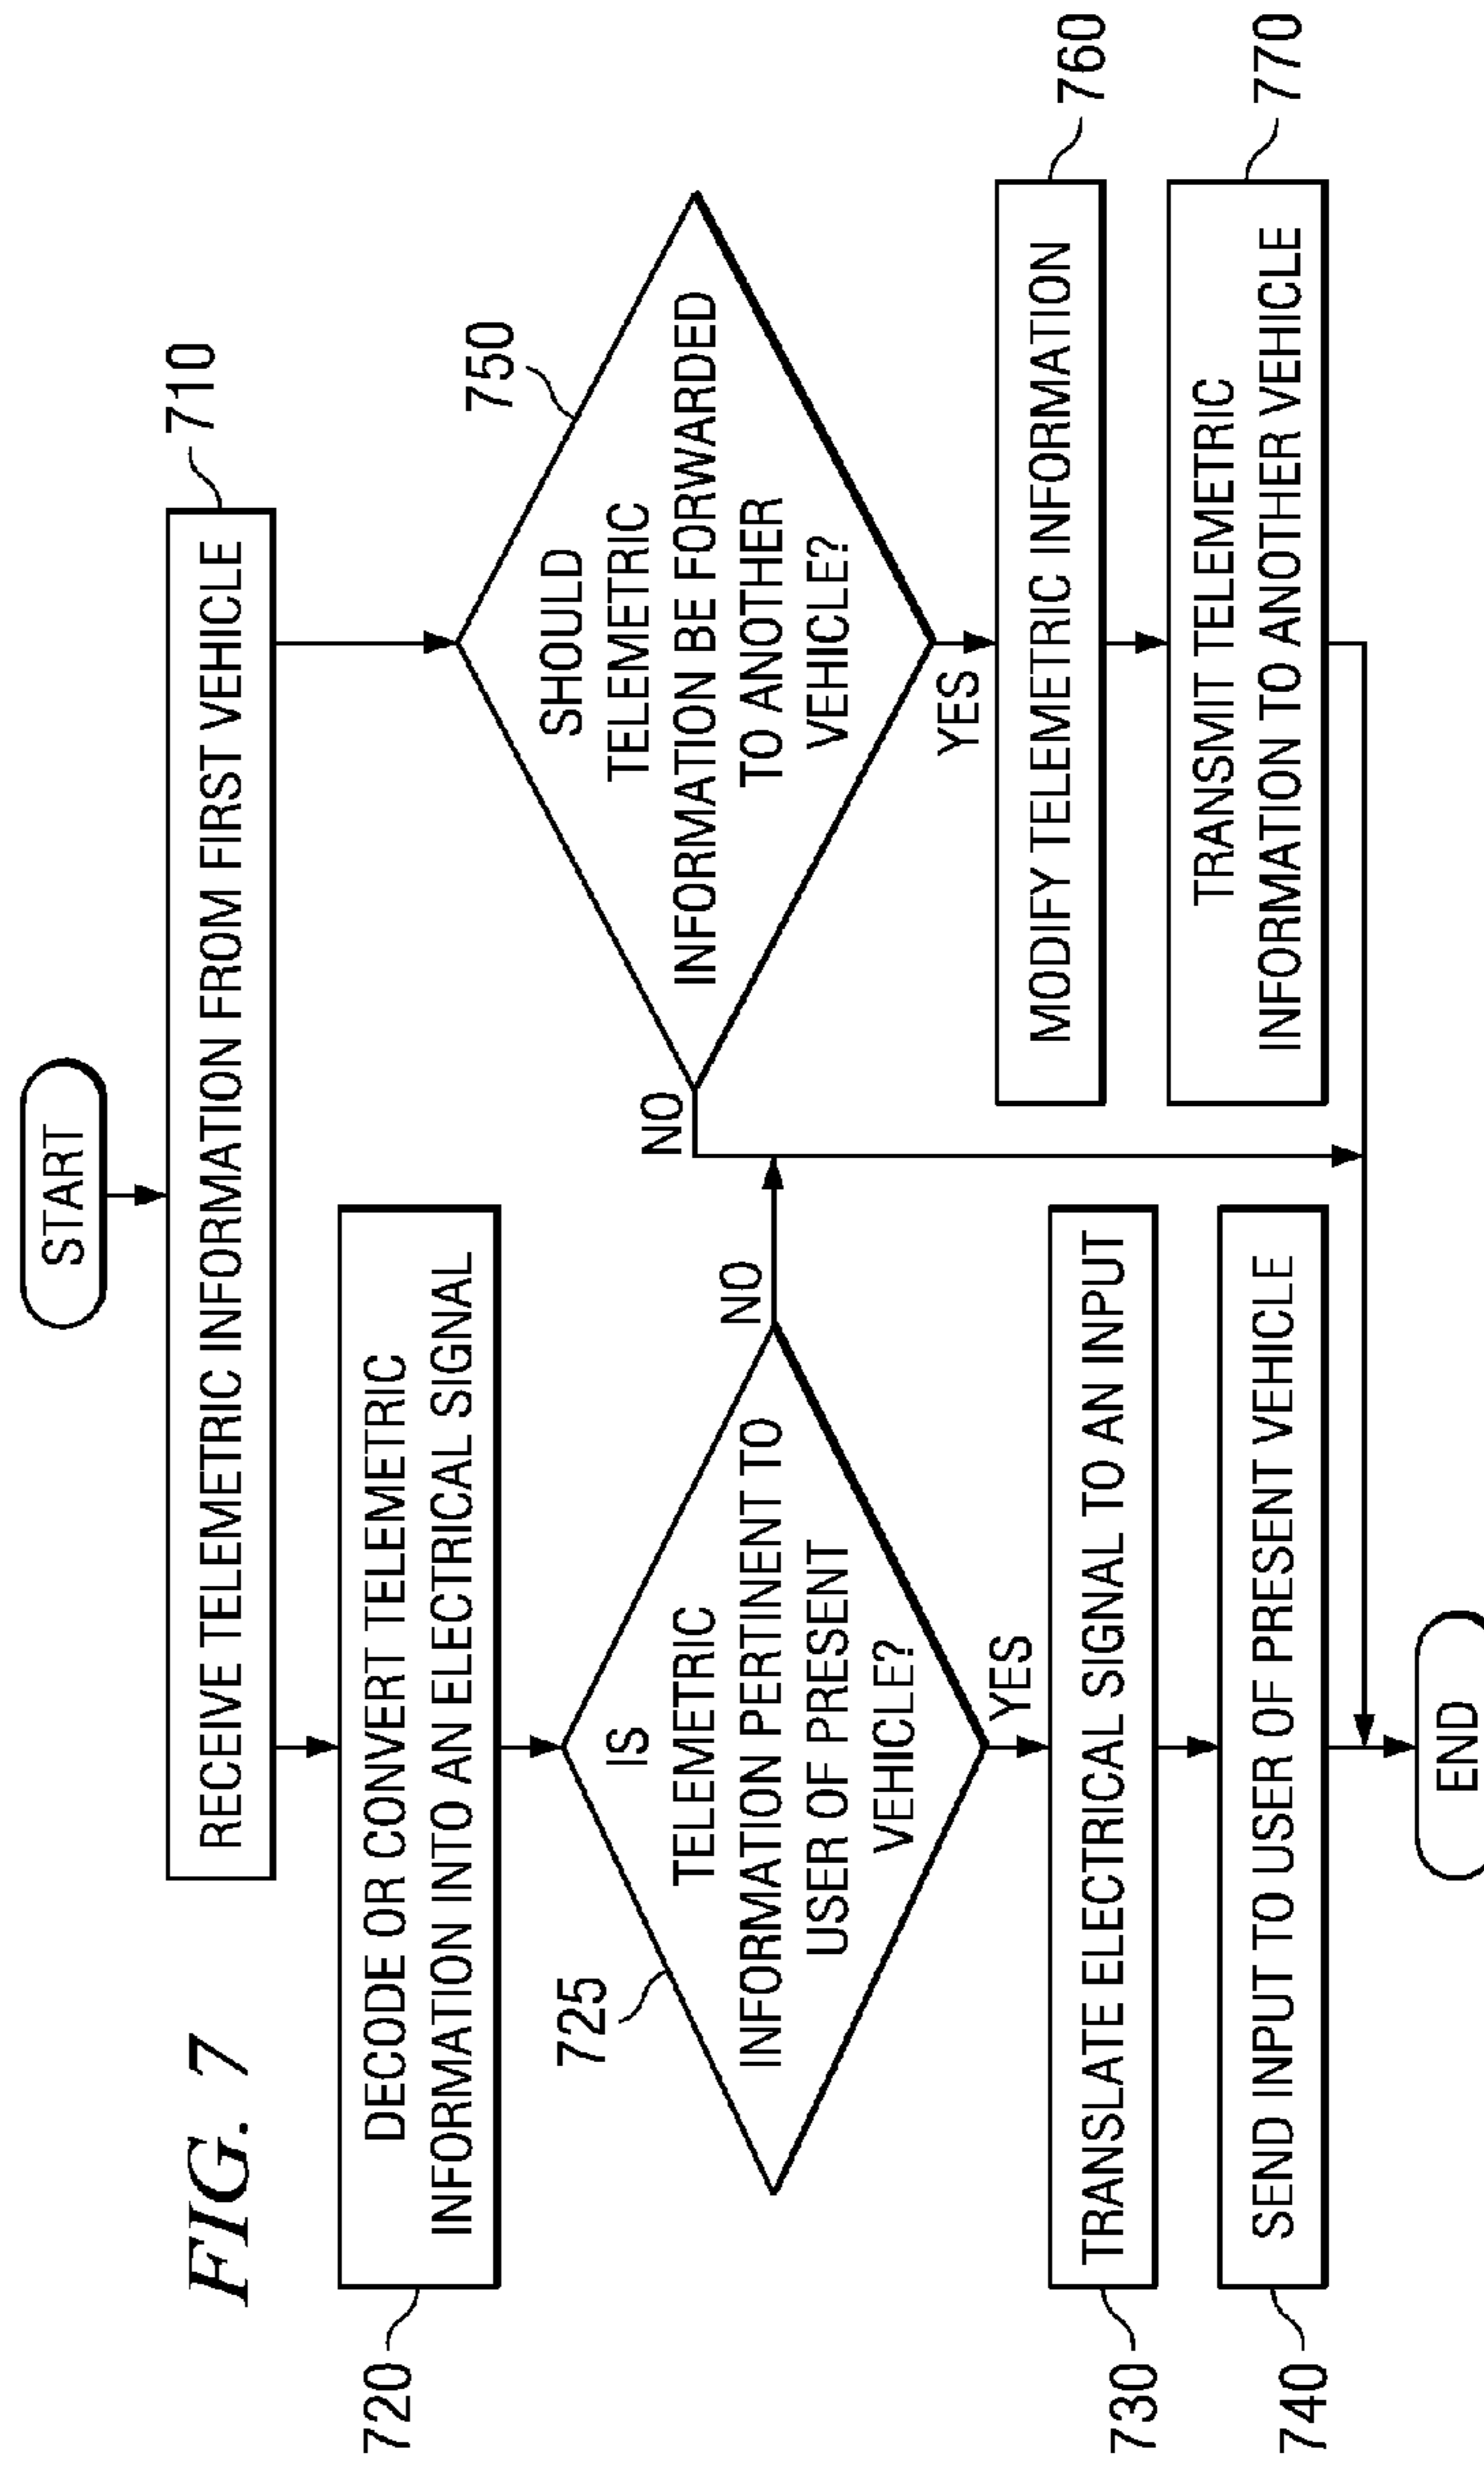 FIG. 7
START
RECEIVE TELEMETRIC INFORMATION FROM FIRST VEHICLE
710
720
DECODE OR CONVERT TELEMETRIC
INFORMATION INTO AN ELECTRICAL SIGNAL
725
IS
TELEMETRIC
INFORMATION PERTINENT TO
USER OF PRESENT
VEHICLE?
NO
YES
730
TRANSLATE ELECTRICAL SIGNAL TO AN INPUT
740
SEND INPUT TO USER OF PRESENT VEHICLE
750
SHOULD
TELEMETRIC
INFORMATION BE FORWARDED
TO ANOTHER
VEHICLE?
NO
YES
MODIFY TELEMETRIC INFORMATION
760
TRANSMIT TELEMETRIC
INFORMATION TO ANOTHER VEHICLE
770
END